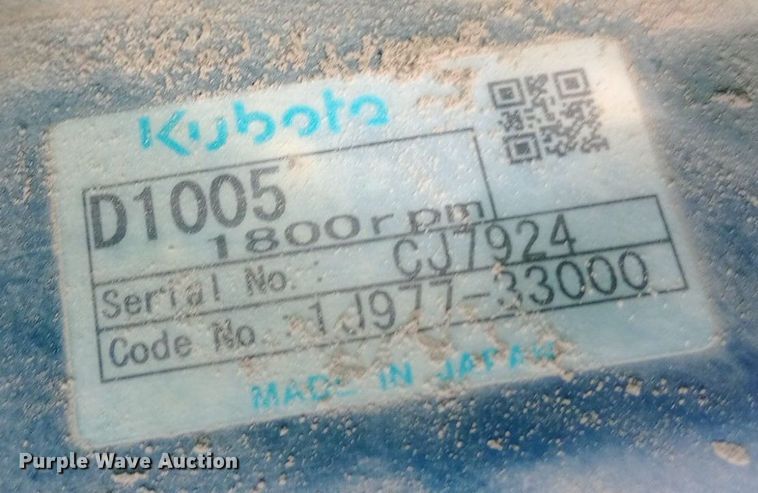 Kubota
D1005
1800rpm
Serial No.: CJ7924
Code No.: 1J977-33000
MADE IN JAPAN
Purple Wave Auction